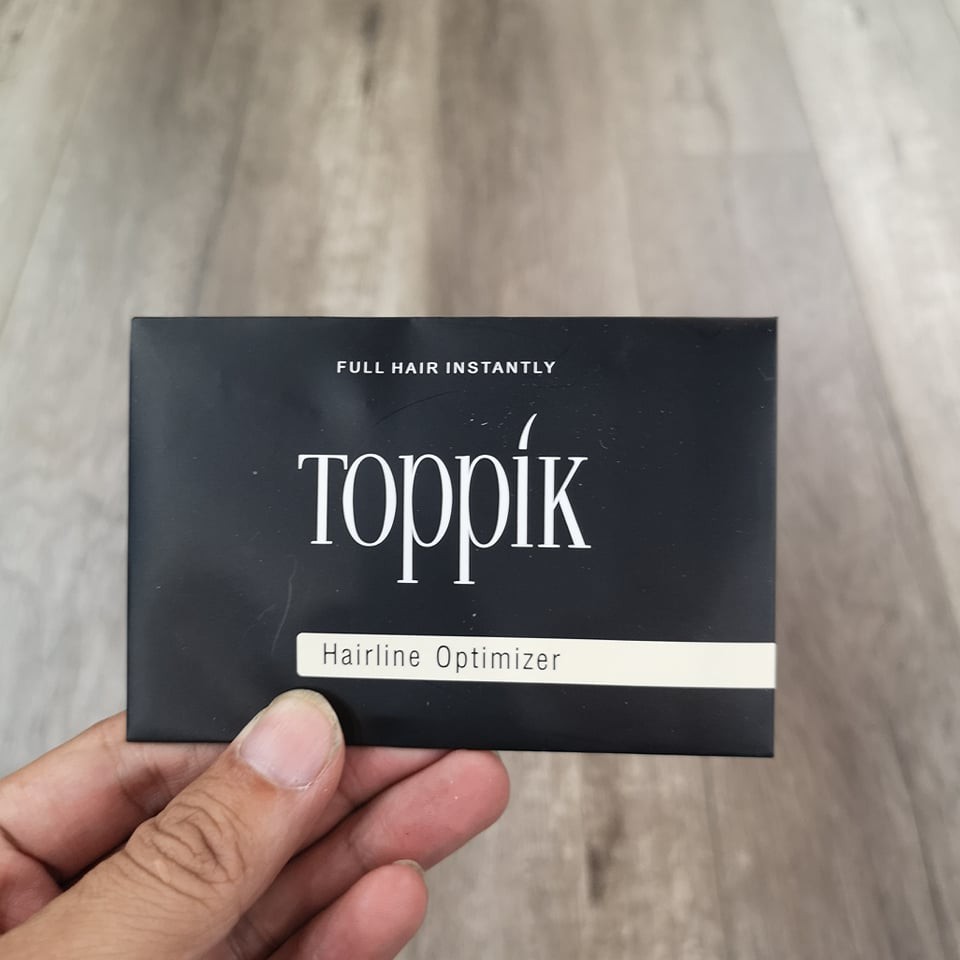 FULL HAIR INSTANTLY
Toppik
Hairline Optimizer